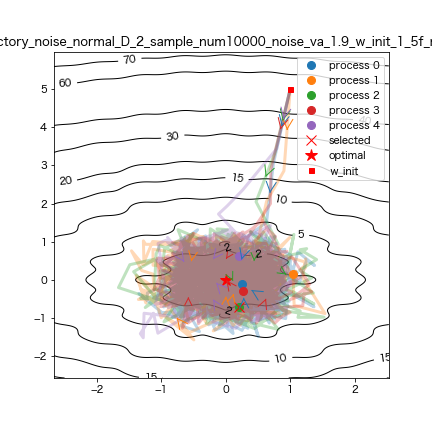 ctory_noise_normal_D_2_sample_num10000_noise_va_1.9_w_init_1_5f_n
70
60
30
20
15
10
5
2
2
2
10
15
15
process 0
process 1
process 2
process 3
process 4
selected
optimal
w_init
5
4
3
2
1
0
−1
−2
−2
−1
0
1
2